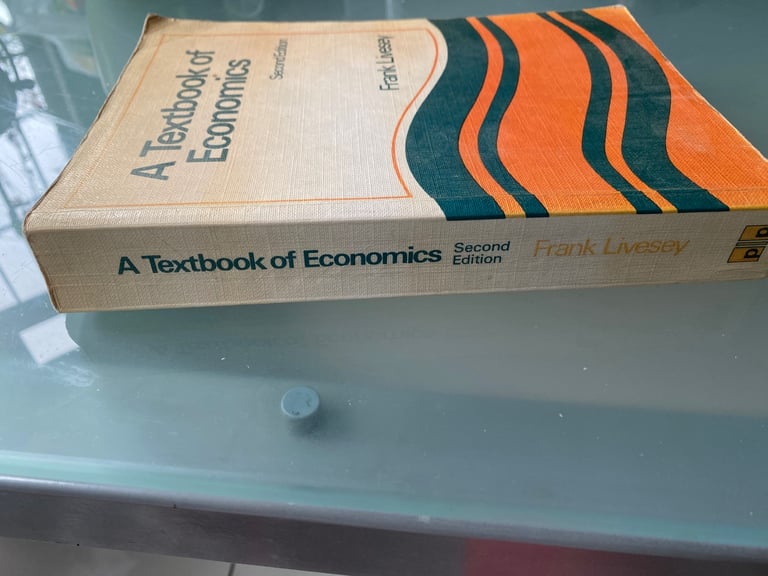 A Textbook of
Economics
Second Edition
Frank Livesey
A Textbook of Economics
Second
Edition
Frank Livesey